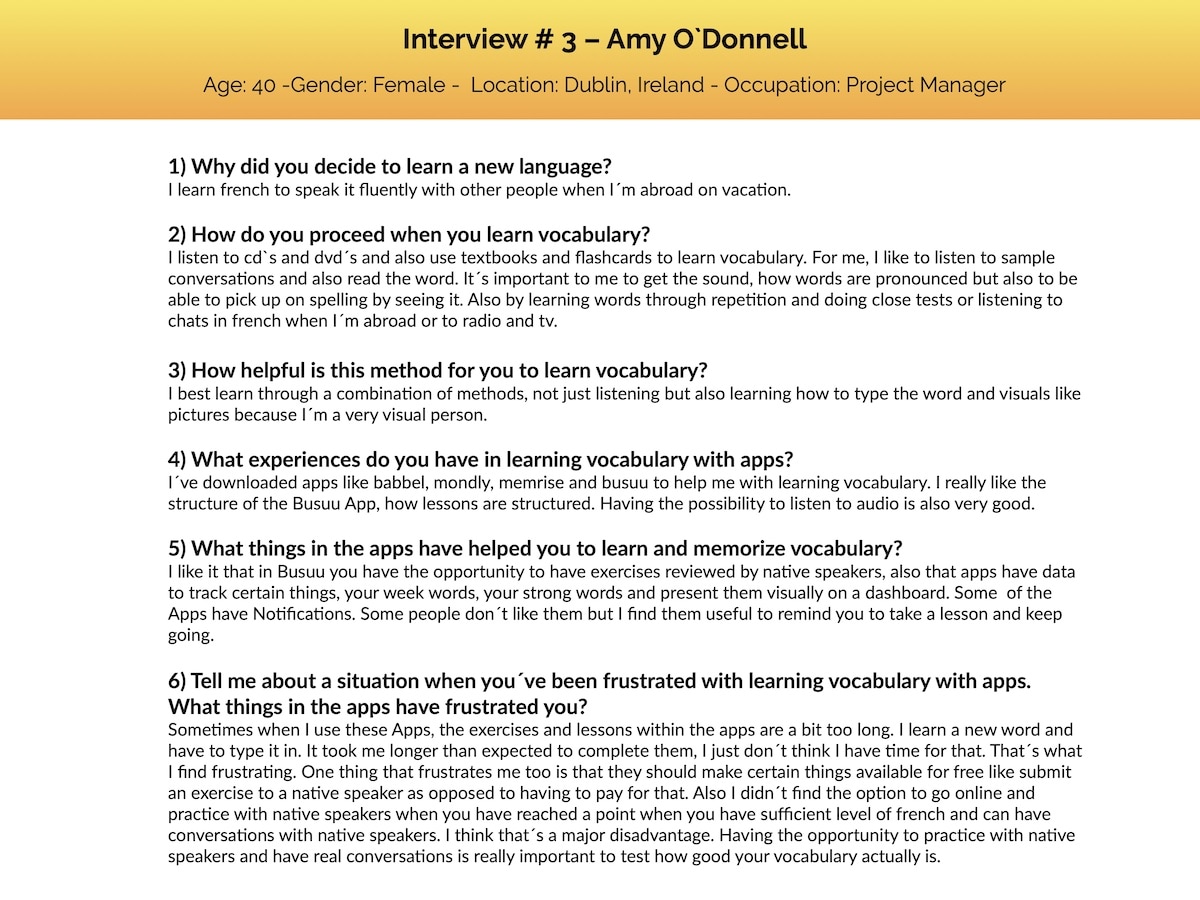 Interview # 3 – Amy O`Donnell
Age: 40 -Gender: Female -  Location: Dublin, Ireland - Occupation: Project Manager
1) Why did you decide to learn a new language?
I learn french to speak it fluently with other people when I´m abroad on vacation.
2) How do you proceed when you learn vocabulary?
I listen to cd`s and dvd´s and also use textbooks and flashcards to learn vocabulary. For me, I like to listen to sample
conversations and also read the word. It´s important to me to get the sound, how words are pronounced but also to be
able to pick up on spelling by seeing it. Also by learning words through repetition and doing close tests or listening to
chats in french when I´m abroad or to radio and tv.
3) How helpful is this method for you to learn vocabulary?
I best learn through a combination of methods, not just listening but also learning how to type the word and visuals like
pictures because I´m a very visual person.
4) What experiences do you have in learning vocabulary with apps?
I´ve downloaded apps like babbel, mondly, memrise and busuu to help me with learning vocabulary. I really like the
structure of the Busuu App, how lessons are structured. Having the possibility to listen to audio is also very good.
5) What things in the apps have helped you to learn and memorize vocabulary?
I like it that in Busuu you have the opportunity to have exercises reviewed by native speakers, also that apps have data
to track certain things, your week words, your strong words and present them visually on a dashboard. Some  of the
Apps have Notifications. Some people don´t like them but I find them useful to remind you to take a lesson and keep
going.
6) Tell me about a situation when you´ve been frustrated with learning vocabulary with apps.
What things in the apps have frustrated you?
Sometimes when I use these Apps, the exercises and lessons within the apps are a bit too long. I learn a new word and
have to type it in. It took me longer than expected to complete them, I just don´t think I have time for that. That´s what
I find frustrating. One thing that frustrates me too is that they should make certain things available for free like submit
an exercise to a native speaker as opposed to having to pay for that. Also I didn´t find the option to go online and
practice with native speakers when you have reached a point when you have sufficient level of french and can have
conversations with native speakers. I think that´s a major disadvantage. Having the opportunity to practice with native
speakers and have real conversations is really important to test how good your vocabulary actually is.